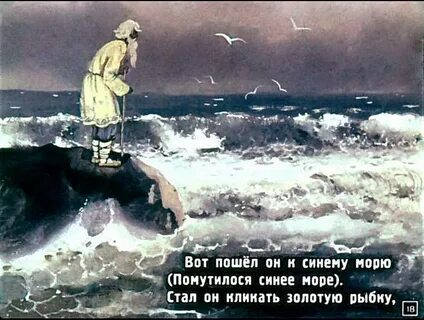 Вот пошёл он к синему морю
(Помутилося синее море).
Стал он кликать золотую рыбку,
18